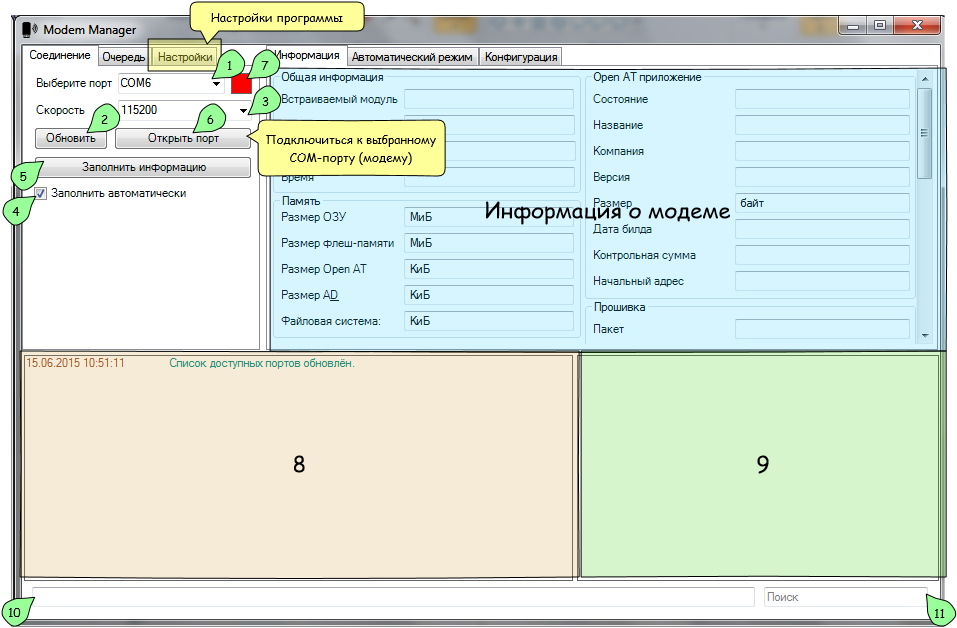 Настройки программы
Modem Manager
Соединение
Очередь
Настройки
Информация
Автоматический режим
Конфигурация
1
7
Выберите порт
COM6
3
Скорость
115200
2
6
Обновить
Открыть порт
Подключиться к выбранному
COM-порту (модему)
5
Заполнить информацию
4
Заполнить автоматически
Общая информация
Встраиваемый модуль
Время
Память
Размер ОЗУ
МиБ
Размер флеш-памяти
МиБ
Размер Open AT
КиБ
Размер AD
КиБ
Файловая система:
КиБ
Информация о модеме
Open AT приложение
Состояние
Название
Компания
Версия
Размер
байт
Дата билда
Контрольная сумма
Начальный адрес
Прошивка
Пакет
15.06.2015 10:51:11 Список доступных портов обновлён.
8
9
10
Поиск
11